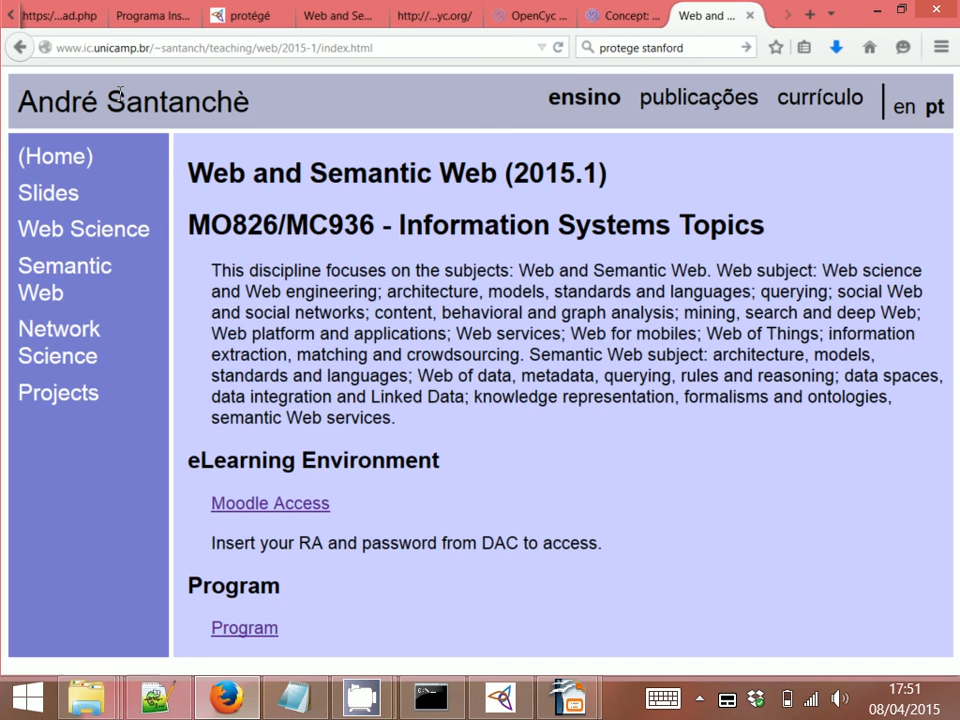 https:/...ad.php
Programa Ins...
protégé
Web and Se...
http://...yc.org/
OpenCyc ...
Concept: ...
Web and ...
www.ic.unicamp.br/~santanch/teaching/web/2015-1/index.html
protege stanford
André Santanchè
ensino publicações currículo en pt
(Home)
Slides
Web Science
Semantic
Web
Network
Science
Projects
Web and Semantic Web (2015.1)
MO826/MC936 - Information Systems Topics
This discipline focuses on the subjects: Web and Semantic Web. Web subject: Web science
and Web engineering; architecture, models, standards and languages; querying; social Web
and social networks; content, behavioral and graph analysis; mining, search and deep Web;
Web platform and applications; Web services; Web for mobiles; Web of Things; information
extraction, matching and crowdsourcing. Semantic Web subject: architecture, models,
standards and languages; Web of data, metadata, querying, rules and reasoning; data spaces,
data integration and Linked Data; knowledge representation, formalisms and ontologies,
semantic Web services.
eLearning Environment
Moodle Access
Insert your RA and password from DAC to access.
Program
Program
17:51
08/04/2015